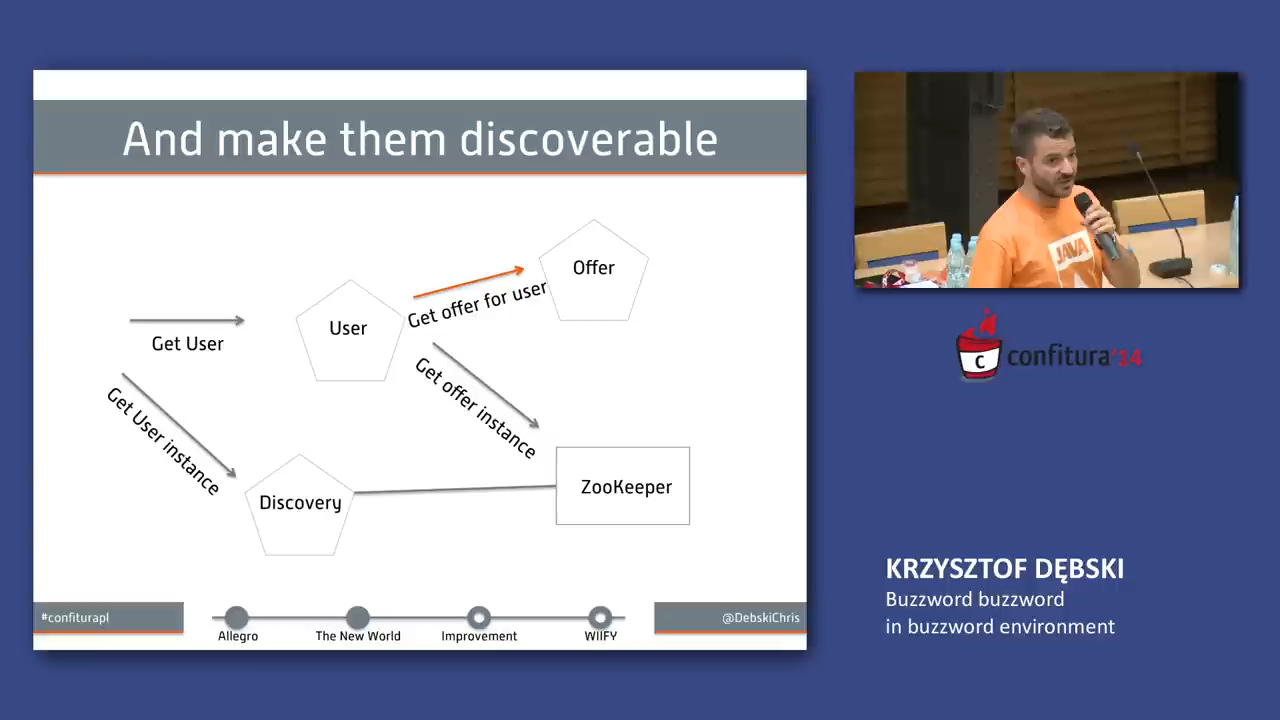 And make them discoverable
Offer
Get offer for user
User
Get User
Get offer instance
Get User instance
ZooKeeper
Discovery
#confiturapl
Allegro
The New World
Improvement
WIIFY
@DebskiChris
JAVA
C
confitura'14
KRZYSZTOF DĘBSKI
Buzzword buzzword
in buzzword environment